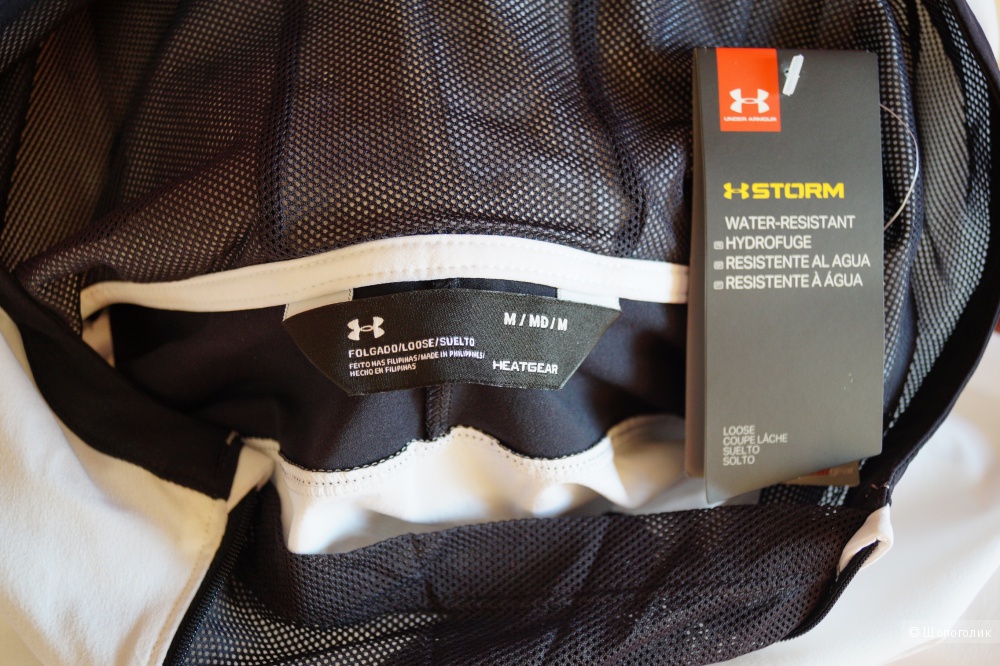 UNDER ARMOUR
STORM
WATER-RESISTANT
HYDROFUGE
RESISTENTE AL AGUA
RESISTENTE À ÁGUA
LOOSE
COUPE LÂCHE
SUELTO
SOLTO
M / MD / M
FOLGADO/LOOSE/SUELTO
FEITO NAS FILIPINAS/MADE IN PHILIPPINES/
HECHO EN FILIPINAS
HEATGEAR
© Шопоголик